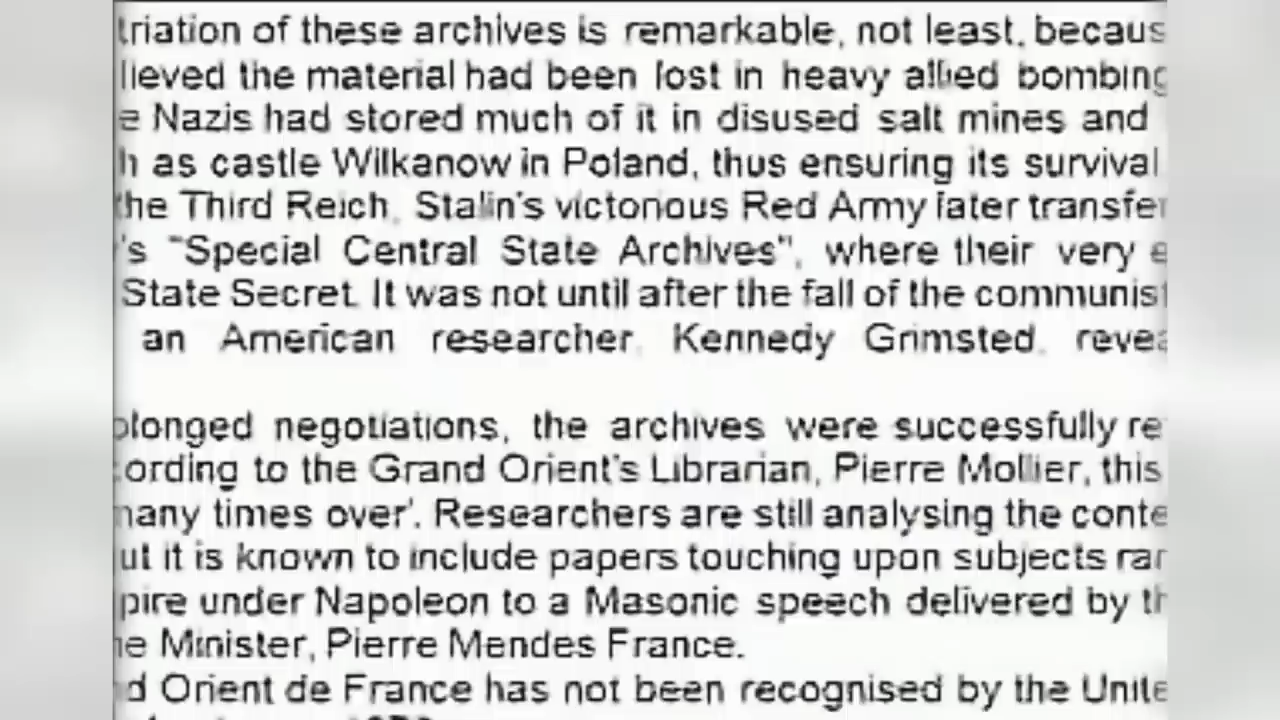 triation of these archives is remarkable, not least, becaus
lieved the material had been lost in heavy allied bombing
e Nazis had stored much of it in disused salt mines and
h as castle Wilkanow in Poland, thus ensuring its survival
the Third Reich, Stalin's victorious Red Army later transfer
's "Special Central State Archives", where their very e
State Secret. It was not until after the fall of the communist
an American researcher, Kennedy Grimsted, revea
olonged negotiations, the archives were successfully re
cording to the Grand Orient's Librarian, Pierre Mollier, this
many times over'. Researchers are still analysing the conte
ut it is known to include papers touching upon subjects ran
pire under Napoleon to a Masonic speech delivered by th
ne Minister, Pierre Mendes France.
nd Orient de France has not been recognised by the Unite